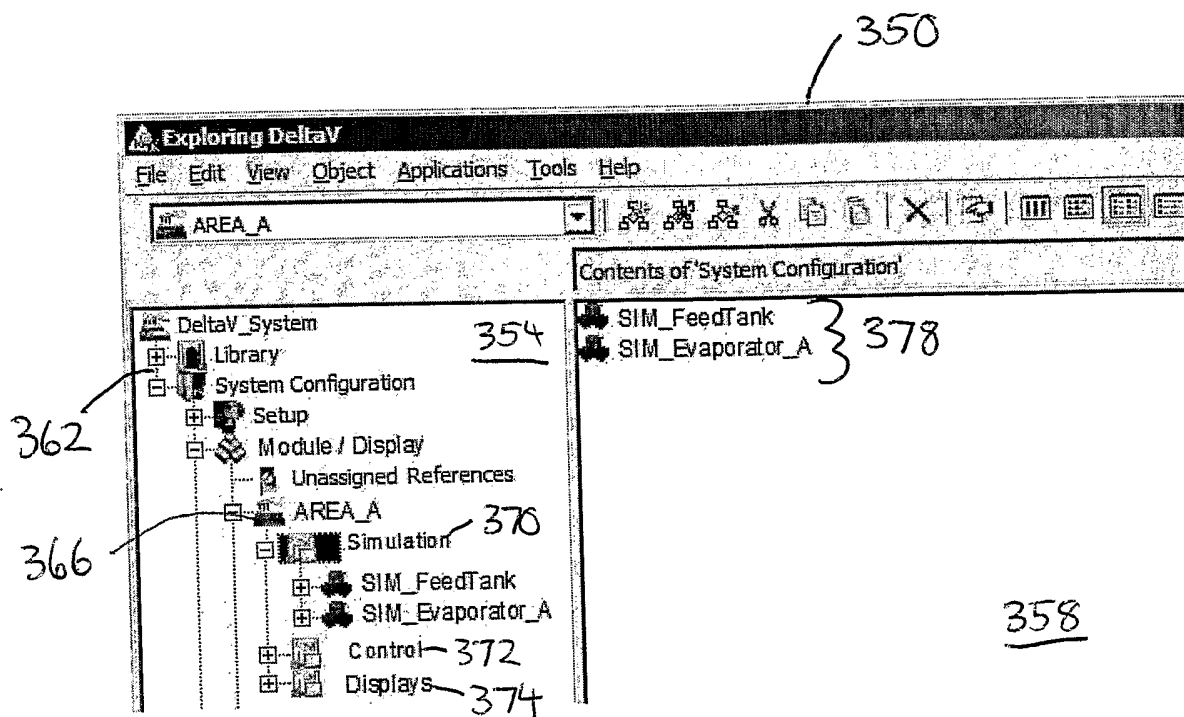 350
Exploring DeltaV
File Edit View Object Applications Tools Help
AREA_A
Contents of 'System Configuration'
DeltaV_System
354
Library
System Configuration
362
Setup
Module / Display
Unassigned References
AREA_A
366
Simulation 370
SIM_FeedTank
SIM_Evaporator_A
Control 372
Displays 374
SIM_FeedTank
SIM_Evaporator_A
378
358